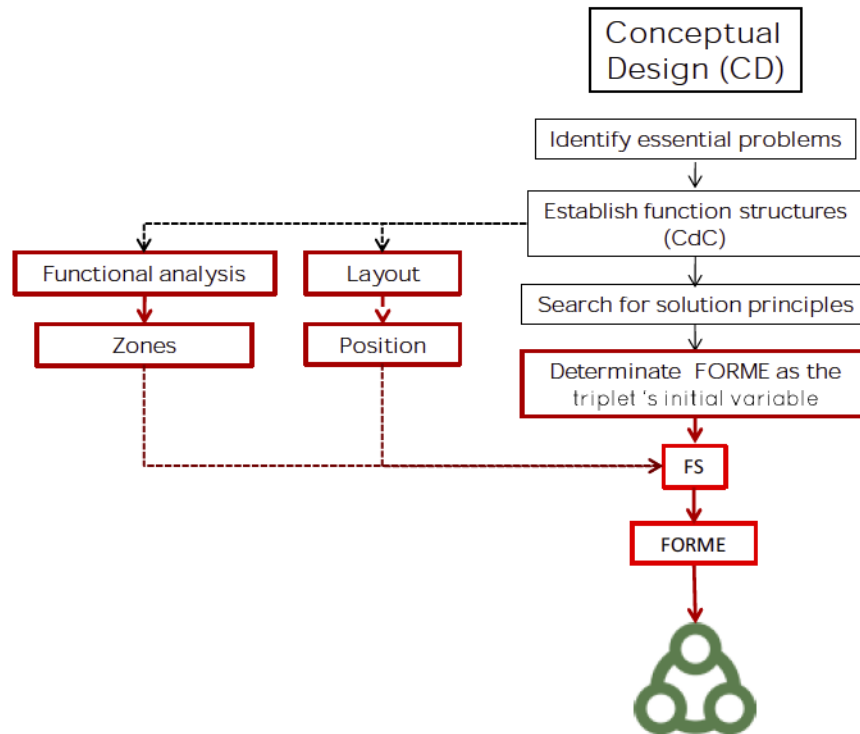 Conceptual
Design (CD)
Identify essential problems
Establish function structures
(CdC)
Functional analysis
Layout
Search for solution principles
Zones
Position
Determinate FORME as the
triplet's initial variable
FS
FORME